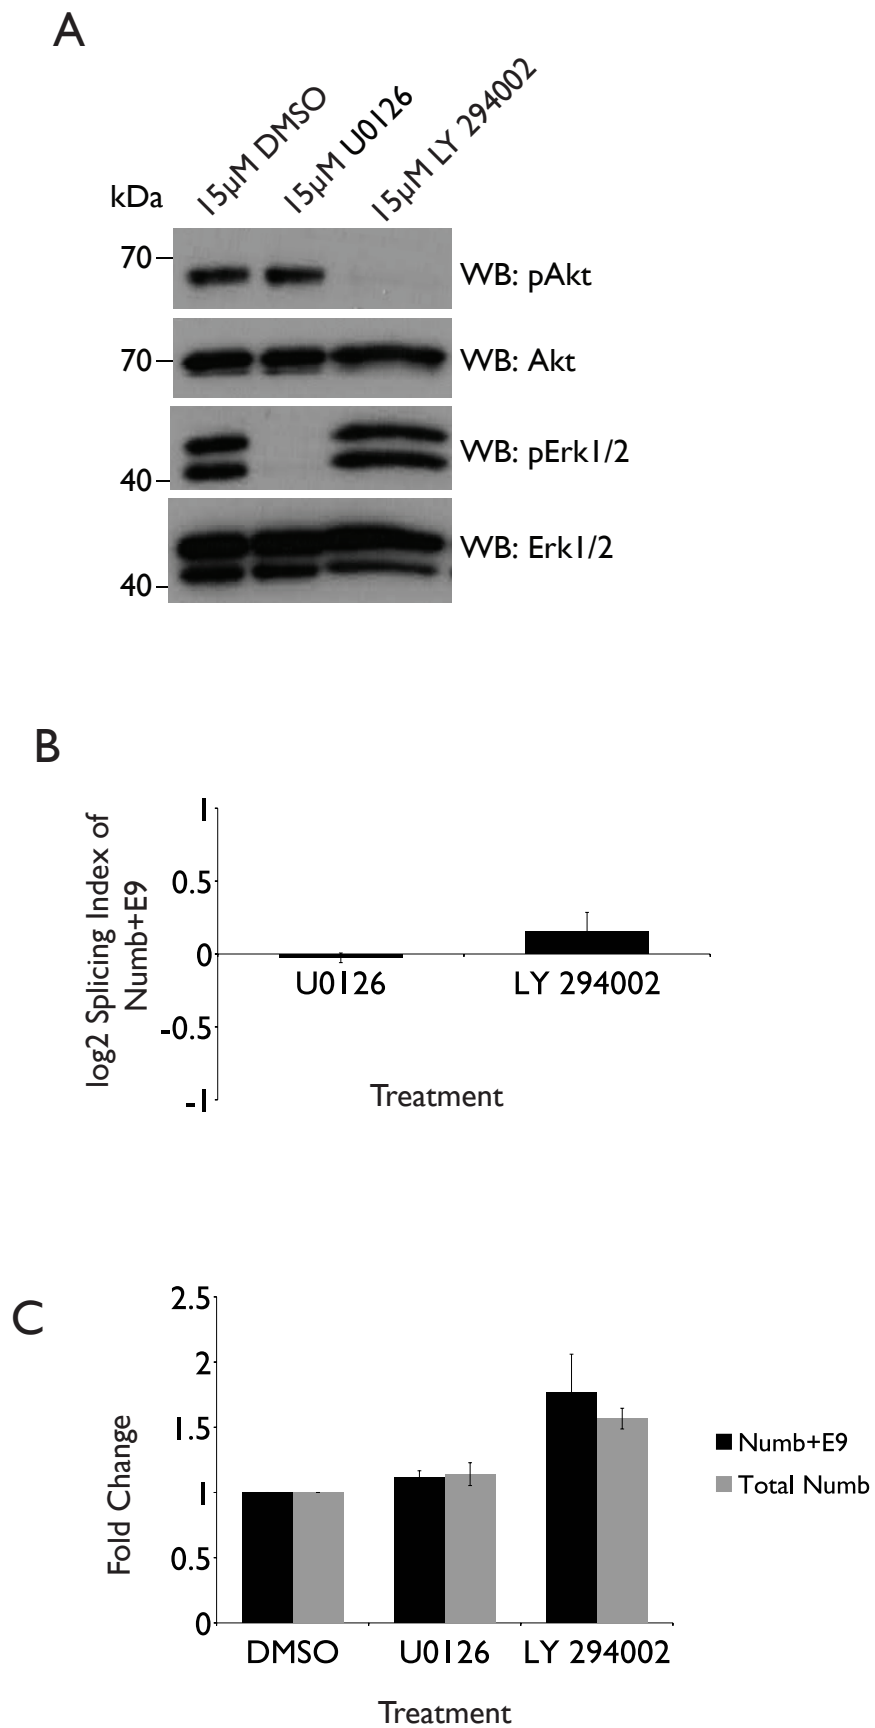 A
kDa
15µM DMSO
15µM U0126
15µM LY 294002
70
WB: pAkt
70
WB: Akt
WB: pErk1/2
40
WB: Erk1/2
40
B
log2 Splicing Index of
Numb+E9
1
0.5
0
-0.5
-1
U0126
LY 294002
Treatment
C
Fold Change
2.5
2
1.5
1
0.5
0
DMSO
U0126
LY 294002
Treatment
Numb+E9
Total Numb